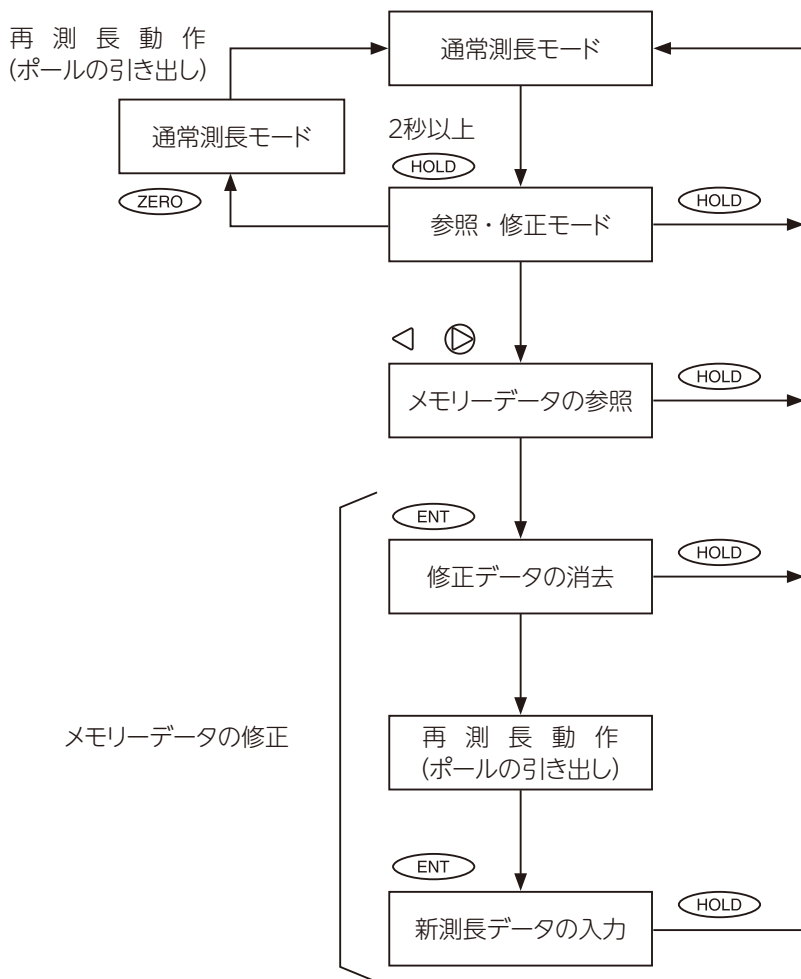 再測長動作
(ポールの引き出し)
通常測長モード
通常測長モード
2秒以上
HOLD
ZERO
参照・修正モード
HOLD
メモリーデータの参照
HOLD
ENT
修正データの消去
HOLD
メモリーデータの修正
再測長動作
(ポールの引き出し)
ENT
新測長データの入力
HOLD